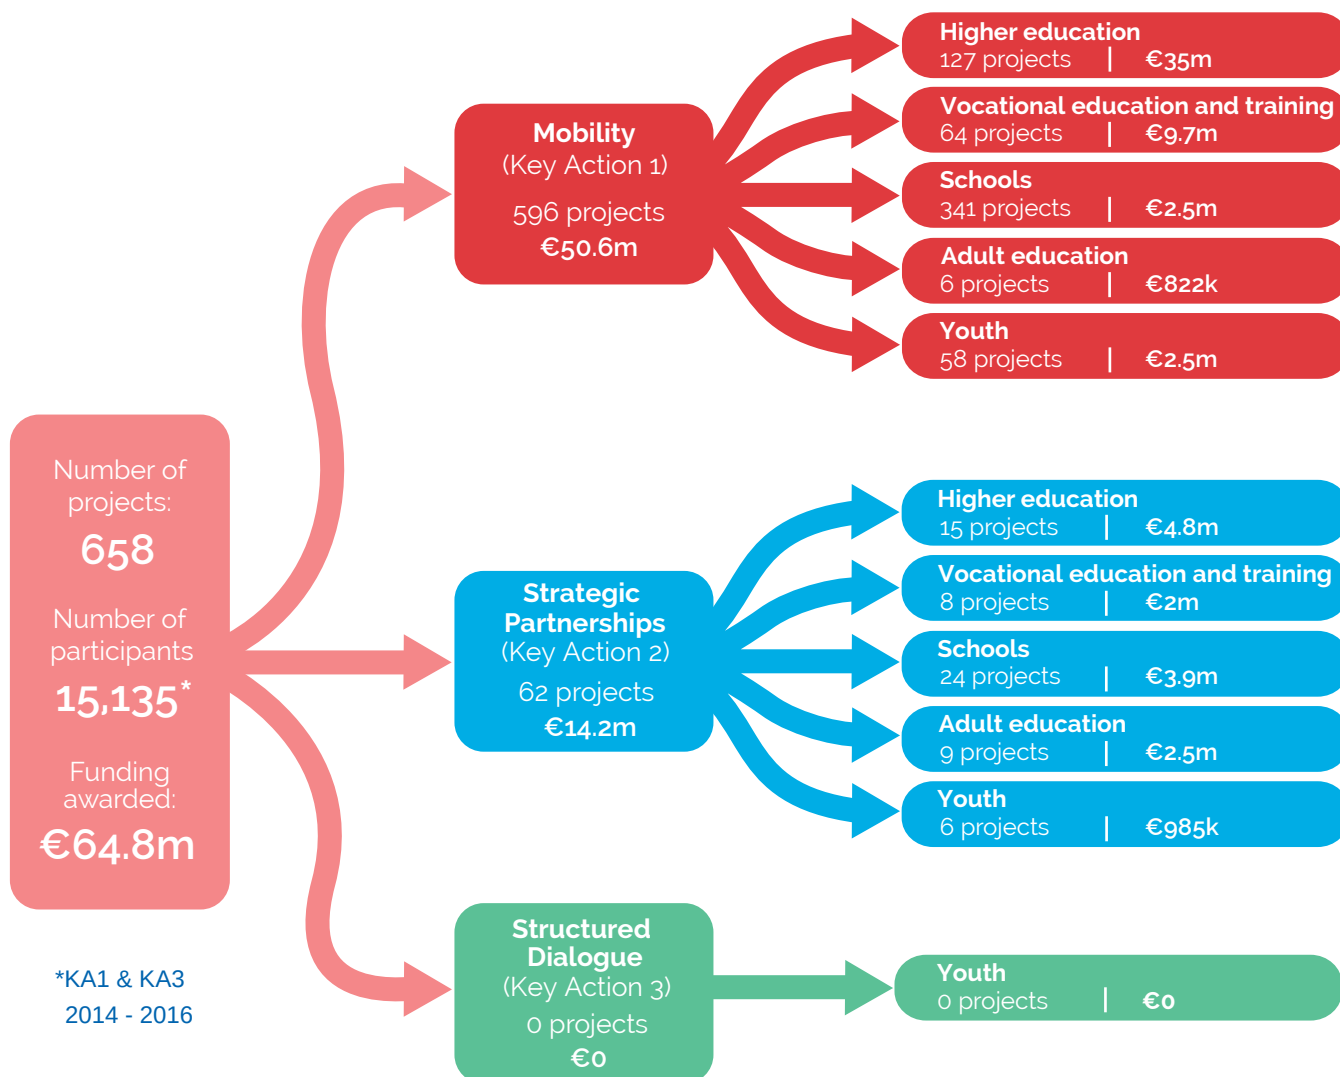 Number of
projects:
658
Number of
participants
15,135*
Funding
awarded:
€64.8m
*KA1 & KA3
2014 - 2016
Mobility
(Key Action 1)
596 projects
€50.6m
Higher education
127 projects | €35m
Vocational education and training
64 projects | €9.7m
Schools
341 projects | €2.5m
Adult education
6 projects | €822k
Youth
58 projects | €2.5m
Strategic
Partnerships
(Key Action 2)
62 projects
€14.2m
Higher education
15 projects | €4.8m
Vocational education and training
8 projects | €2m
Schools
24 projects | €3.9m
Adult education
9 projects | €2.5m
Youth
6 projects | €985k
Structured
Dialogue
(Key Action 3)
0 projects
€0
Youth
0 projects | €0